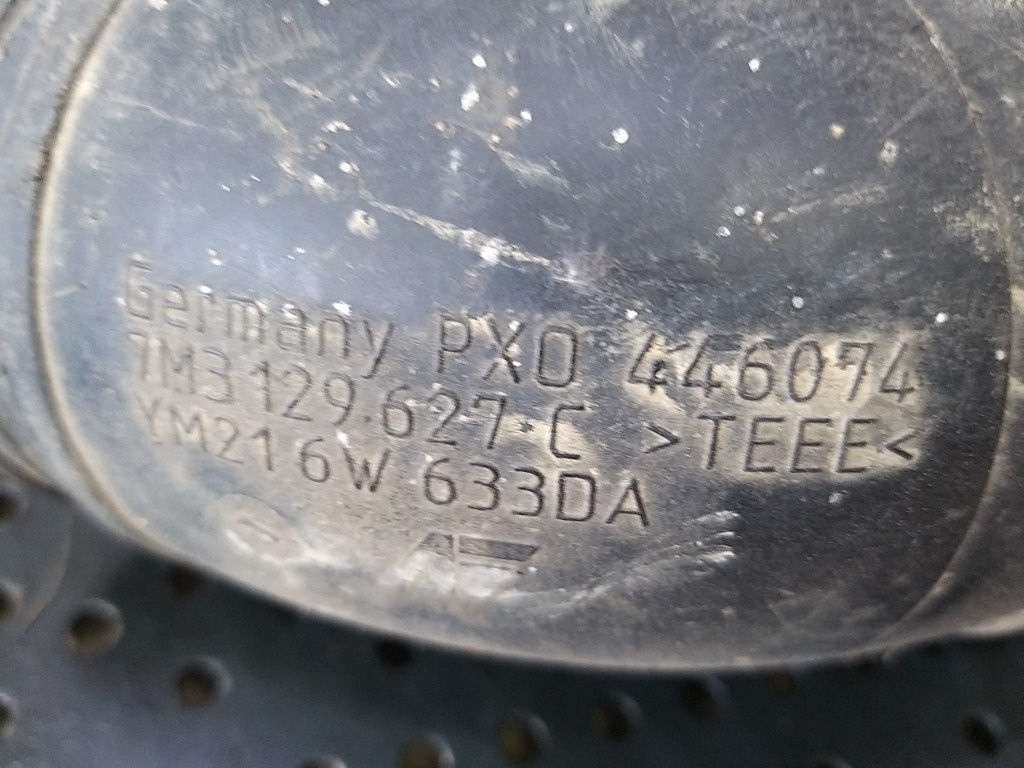 Germany PXO 446074
7M3 129.627 C >TEEE<
YM21 6W 633DA